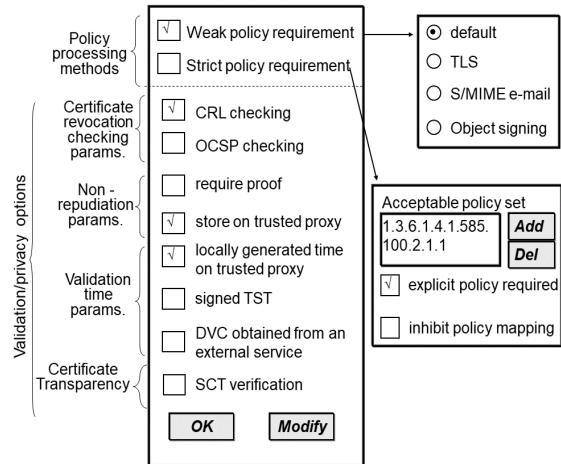 Policy
processing
methods
√ Weak policy requirement
Strict policy requirement
default
TLS
S/MIME e-mail
Object signing
Validation/privacy options
Certificate
revocation
checking
params.
√ CRL checking
OCSP checking
Non -
repudiation
params.
require proof
√ store on trusted proxy
Validation
time
params.
√ locally generated time
on trusted proxy
signed TST
DVC obtained from an
external service
Certificate
Transparency
SCT verification
OK
Modify
Acceptable policy set
1.3.6.1.4.1.585.
100.2.1.1
Add
Del
√ explicit policy required
inhibit policy mapping